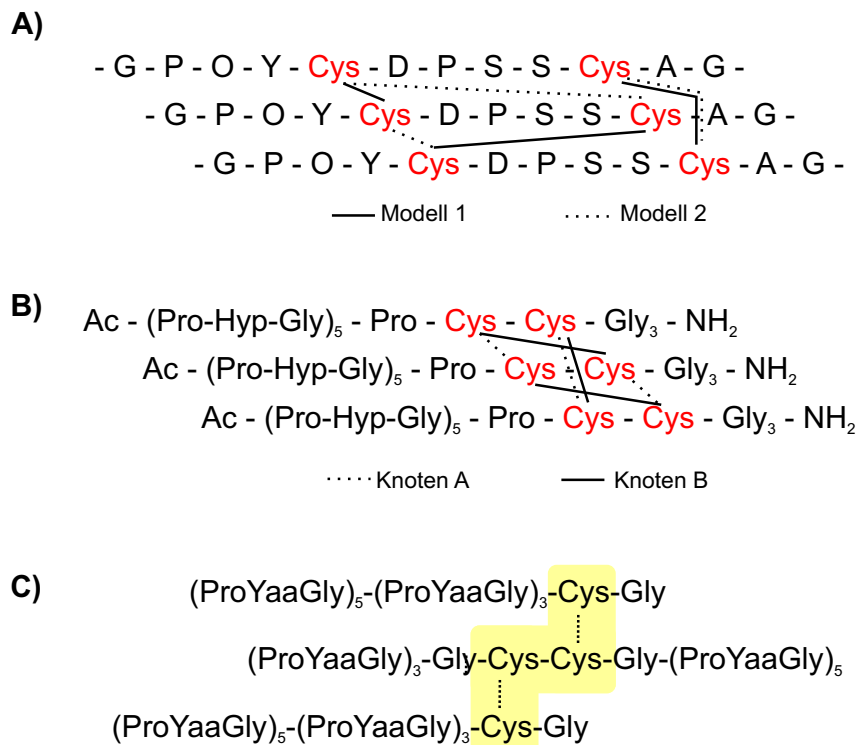 A)
- G - P - O - Y - Cys - D - P - S - S - Cys - A - G -
- G - P - O - Y - Cys - D - P - S - S - Cys - A - G -
- G - P - O - Y - Cys - D - P - S - S - Cys - A - G -
Modell 1 Modell 2
B)
Ac - (Pro-Hyp-Gly)₅ - Pro - Cys - Cys - Gly₃ - NH₂
Ac - (Pro-Hyp-Gly)₅ - Pro - Cys - Cys - Gly₃ - NH₂
Ac - (Pro-Hyp-Gly)₅ - Pro - Cys - Cys - Gly₃ - NH₂
Knoten A Knoten B
C)
(ProYaaGly)₅-(ProYaaGly)₃-Cys-Gly
(ProYaaGly)₃-Gly-Cys-Cys-Gly-(ProYaaGly)₅
(ProYaaGly)₅-(ProYaaGly)₃-Cys-Gly